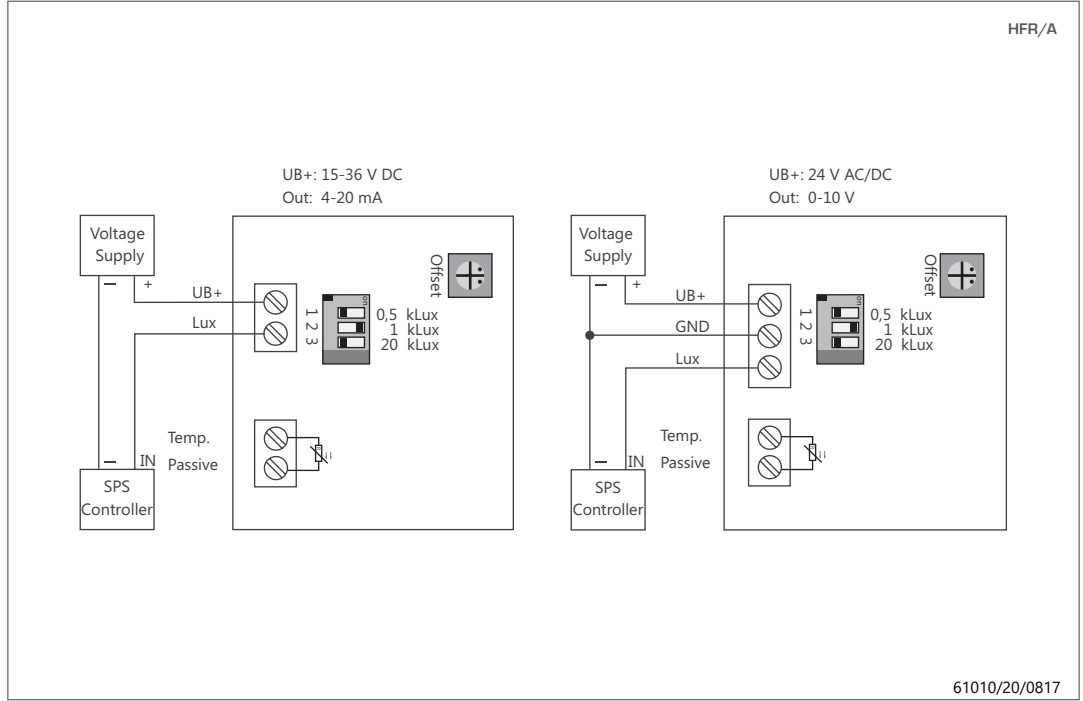 HFR/A
UB+: 15-36 V DC
Out: 4-20 mA
Voltage
Supply
− +
UB+
Lux
Offset
on
1 2 3
0,5 kLux
1 kLux
20 kLux
Temp.
Passive
− IN
SPS
Controller
UB+: 24 V AC/DC
Out: 0-10 V
Voltage
Supply
− +
UB+
GND
Lux
Offset
on
1 2 3
0,5 kLux
1 kLux
20 kLux
Temp.
Passive
− IN
SPS
Controller
61010/20/0817